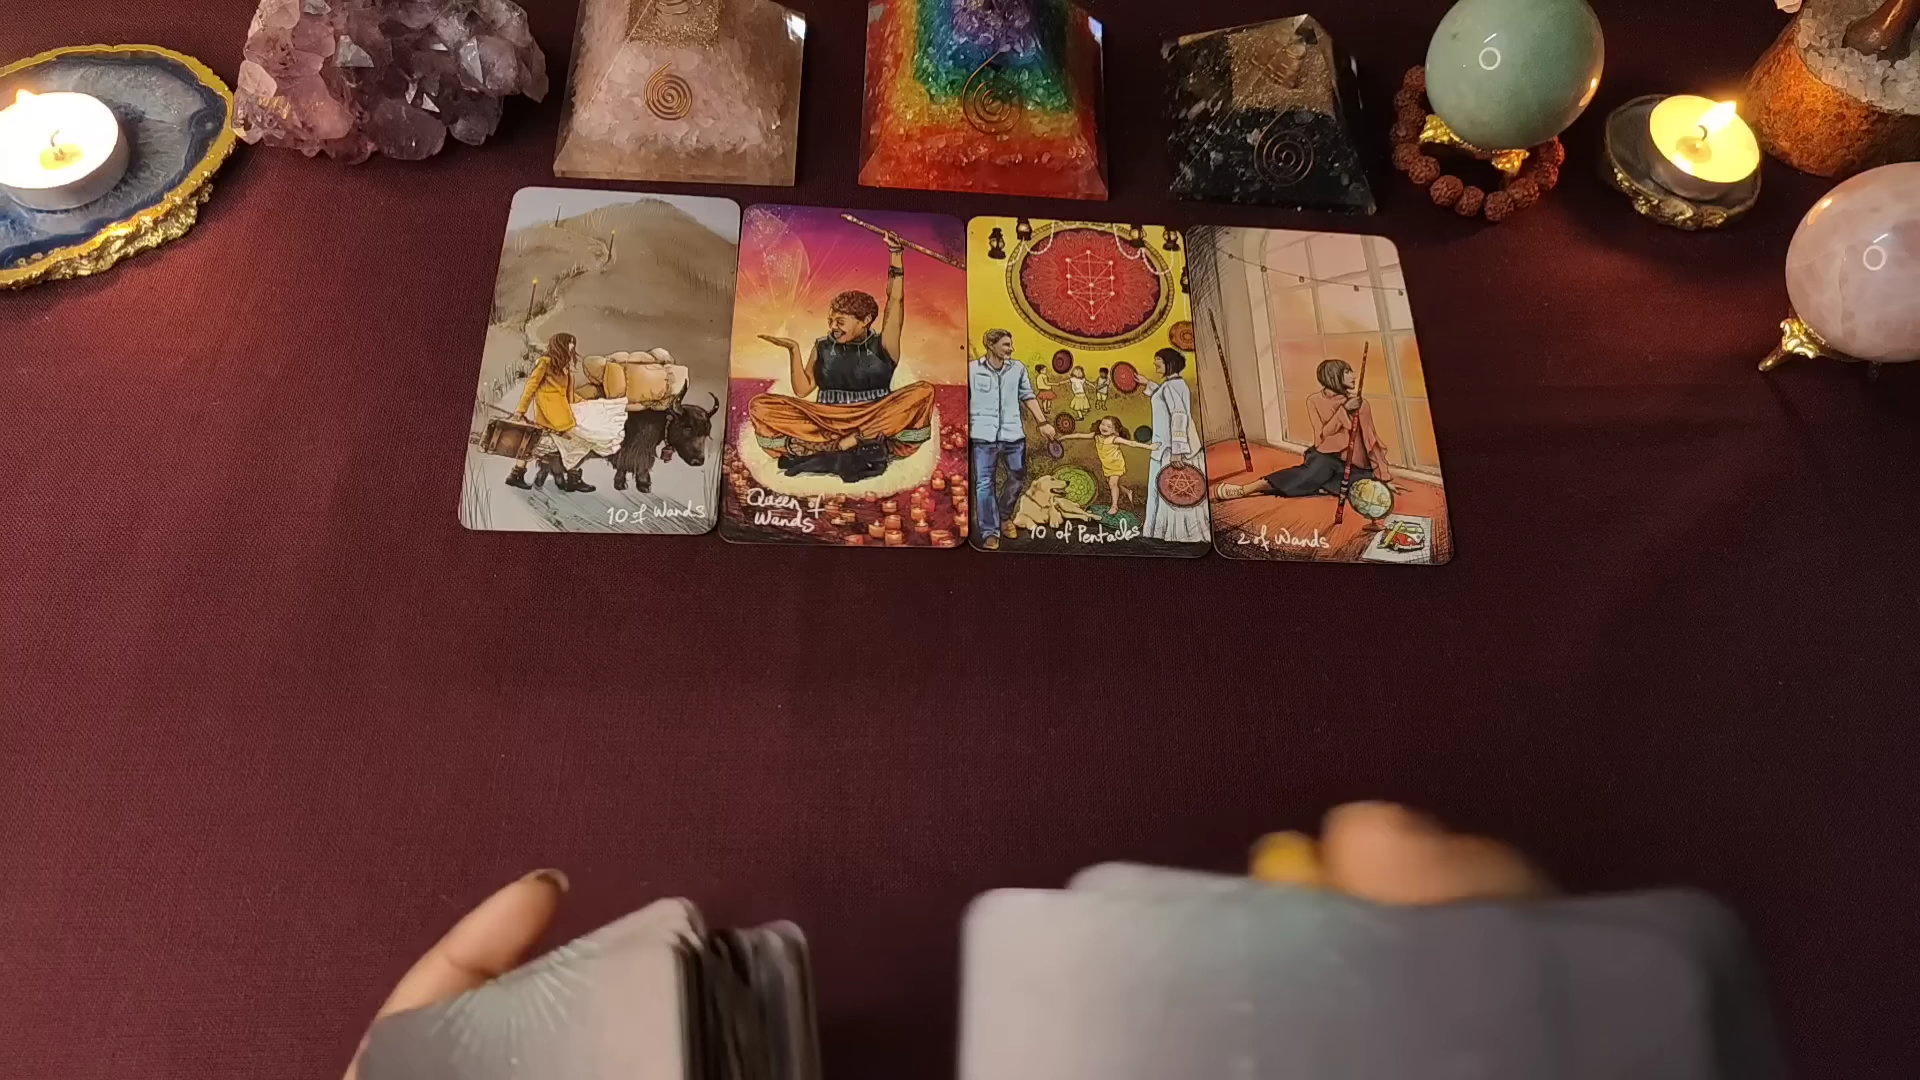 10 of Wands
Queen of
Wands
10 of Pentacles
2 of Wands